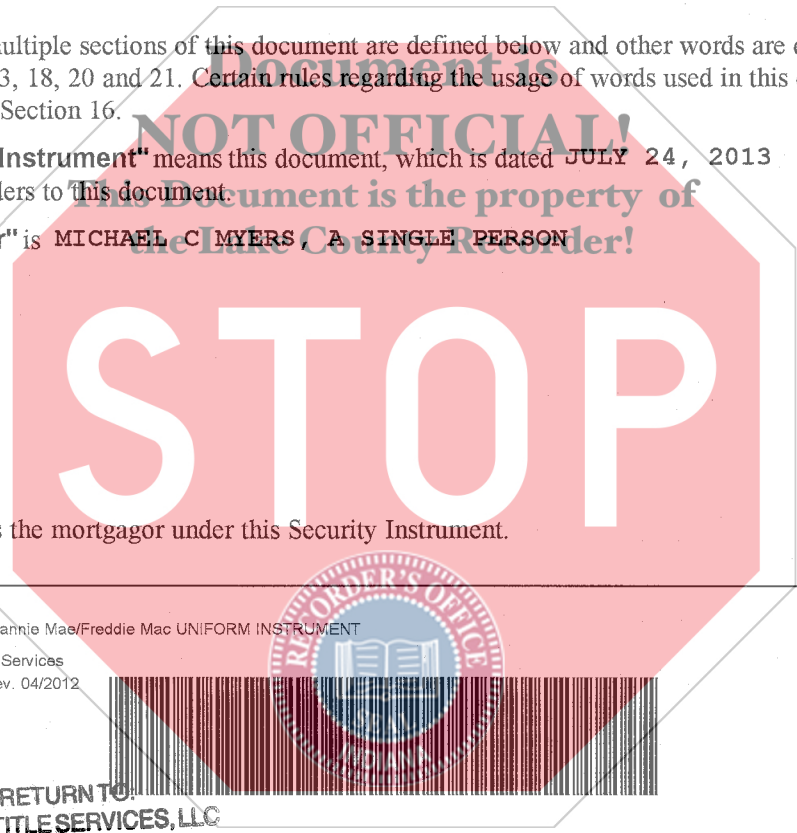 ultiple sections of this document are defined below and other words are
3, 18, 20 and 21. Certain rules regarding the usage of words used in this
Section 16.
Document is
NOT OFFICIAL!
This Document is the property of
the Lake County Recorder!
Instrument" means this document, which is dated JULY 24, 2013
ders to this document.
r" is MICHAEL C MYERS, A SINGLE PERSON
STOP
the mortgagor under this Security Instrument.
annie Mae/Freddie Mac UNIFORM INSTRUMENT
Services
ev. 04/2012
RECORDER'S OFFICE
SEAL
INDIANA
RETURN TO:
TITLE SERVICES, LLC